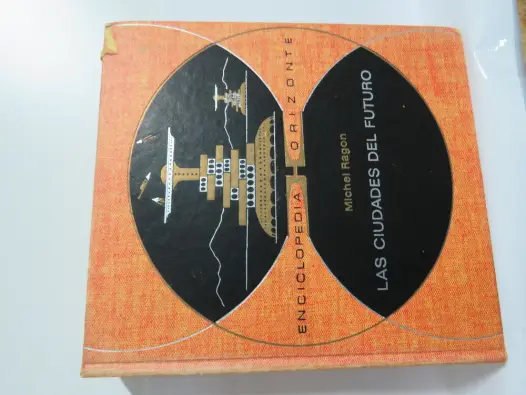 ENCICLOPEDIA HORIZONTE
Michel Ragon
LAS CIUDADES DEL FUTURO